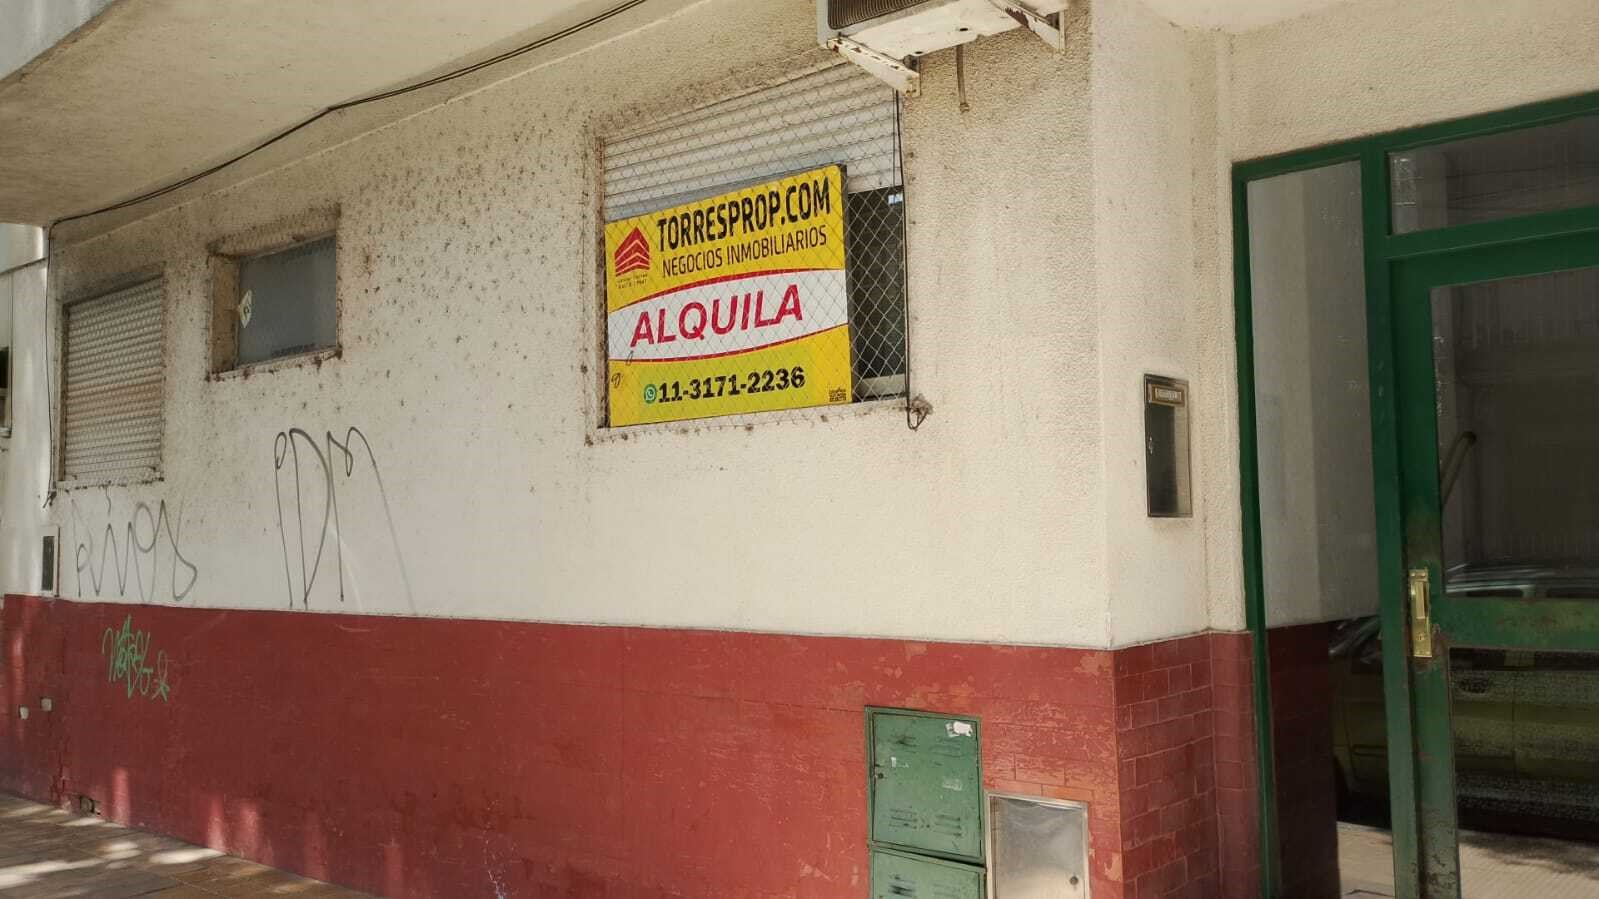 TORRESPROP.COM
NEGOCIOS INMOBILIARIOS
ALQUILA
11-3171-2236